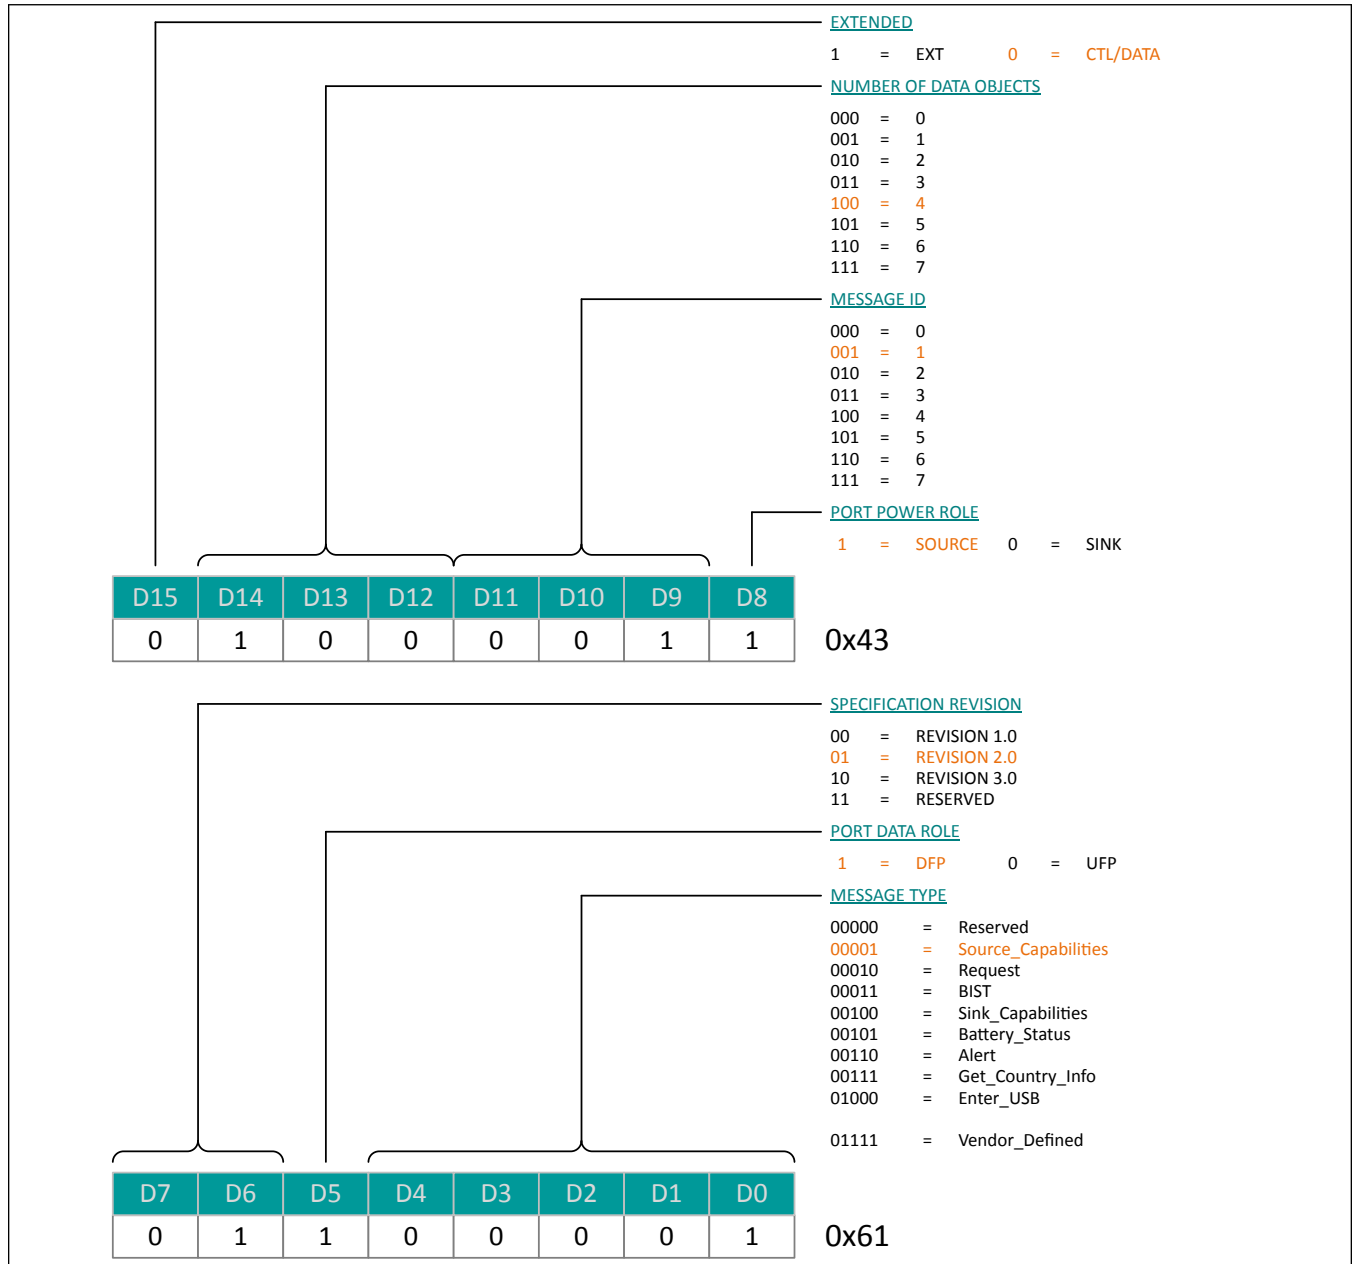 EXTENDED
1 = EXT 0 = CTL/DATA
NUMBER OF DATA OBJECTS
000 = 0
001 = 1
010 = 2
011 = 3
100 = 4
101 = 5
110 = 6
111 = 7
MESSAGE ID
000 = 0
001 = 1
010 = 2
011 = 3
100 = 4
101 = 5
110 = 6
111 = 7
PORT POWER ROLE
1 = SOURCE 0 = SINK
D15 D14 D13 D12 D11 D10 D9 D8
0 1 0 0 0 0 1 1 0x43
SPECIFICATION REVISION
00 = REVISION 1.0
01 = REVISION 2.0
10 = REVISION 3.0
11 = RESERVED
PORT DATA ROLE
1 = DFP 0 = UFP
MESSAGE TYPE
00000 = Reserved
00001 = Source_Capabilities
00010 = Request
00011 = BIST
00100 = Sink_Capabilities
00101 = Battery_Status
00110 = Alert
00111 = Get_Country_Info
01000 = Enter_USB
01111 = Vendor_Defined
D7 D6 D5 D4 D3 D2 D1 D0
0 1 1 0 0 0 0 1 0x61